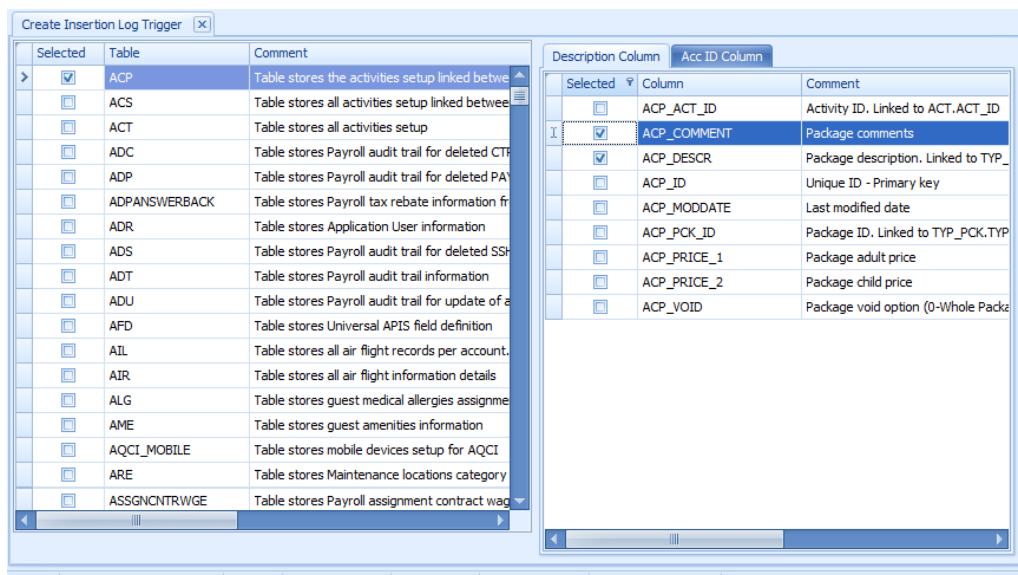 Create Insertion Log Trigger
Selected Table Comment
ACP Table stores the activities setup linked betwe
ACS Table stores all activities setup linked betwee
ACT Table stores all activities setup
ADC Table stores Payroll audit trail for deleted CTR
ADP Table stores Payroll audit trail for deleted PAY
ADPANSWERBACK Table stores Payroll tax rebate information fr
ADR Table stores Application User information
ADS Table stores Payroll audit trail for deleted SSH
ADT Table stores Payroll audit trail information
ADU Table stores Payroll audit trail for update of a
AFD Table stores Universal APIS field definition
AIL Table stores all air flight records per account.
AIR Table stores all air flight information details
ALG Table stores guest medical allergies assignme
AME Table stores guest amenities information
AQCI_MOBILE Table stores mobile devices setup for AQCI
ARE Table stores Maintenance locations category
ASSGNCNTRWGE Table stores Payroll assignment contract wag
Description Column Acc ID Column
Selected Column Comment
ACP_ACT_ID Activity ID. Linked to ACT.ACT_ID
ACP_COMMENT Package comments
ACP_DESCR Package description. Linked to TYP_
ACP_ID Unique ID - Primary key
ACP_MODDATE Last modified date
ACP_PCK_ID Package ID. Linked to TYP_PCK.TYP
ACP_PRICE_1 Package adult price
ACP_PRICE_2 Package child price
ACP_VOID Package void option (0-Whole Packa